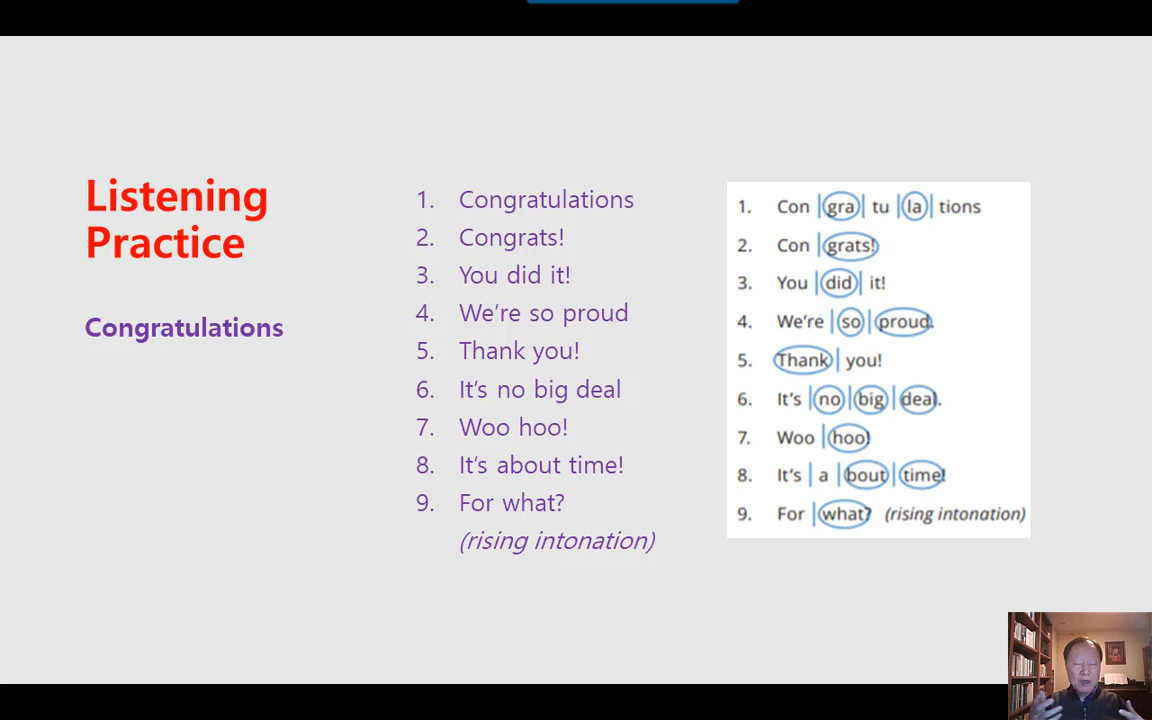 Listening
Practice
Congratulations
1. Congratulations
2. Congrats!
3. You did it!
4. We’re so proud
5. Thank you!
6. It’s no big deal
7. Woo hoo!
8. It’s about time!
9. For what?
(rising intonation)
1. Con |gra| tu |la| tions
2. Con |grats!
3. You |did| it!
4. We’re |so| |proud.
5. Thank| you!
6. It’s |no| |big| |deal.
7. Woo |hoo!
8. It’s | a |bout| |time!
9. For |what? (rising intonation)